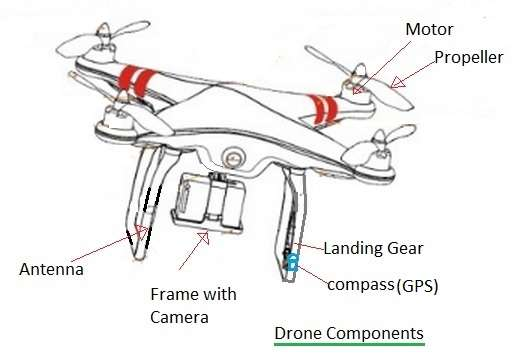 Motor
Propeller
Landing Gear
Antenna
compass(GPS)
Frame with
Camera
Drone Components